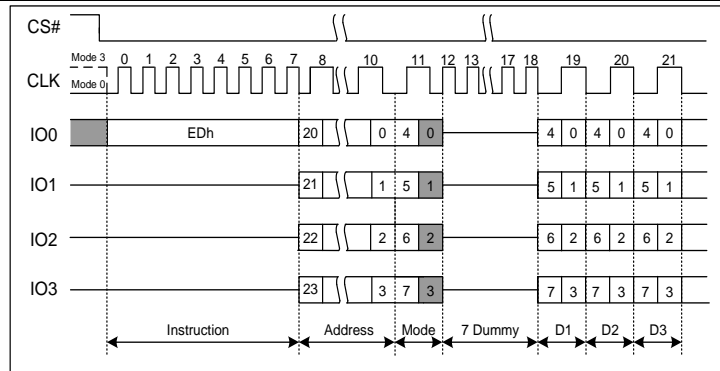 CS#
Mode 3 0 1 2 3 4 5 6 7 8 10 11 12 13 17 18 19 20 21
CLK
Mode 0
IO0 EDh 20 0 4 0 4 0 4 0 4 0
IO1 21 1 5 1 5 1 5 1 5 1
IO2 22 2 6 2 6 2 6 2 6 2
IO3 23 3 7 3 7 3 7 3 7 3
Instruction Address Mode 7 Dummy D1 D2 D3